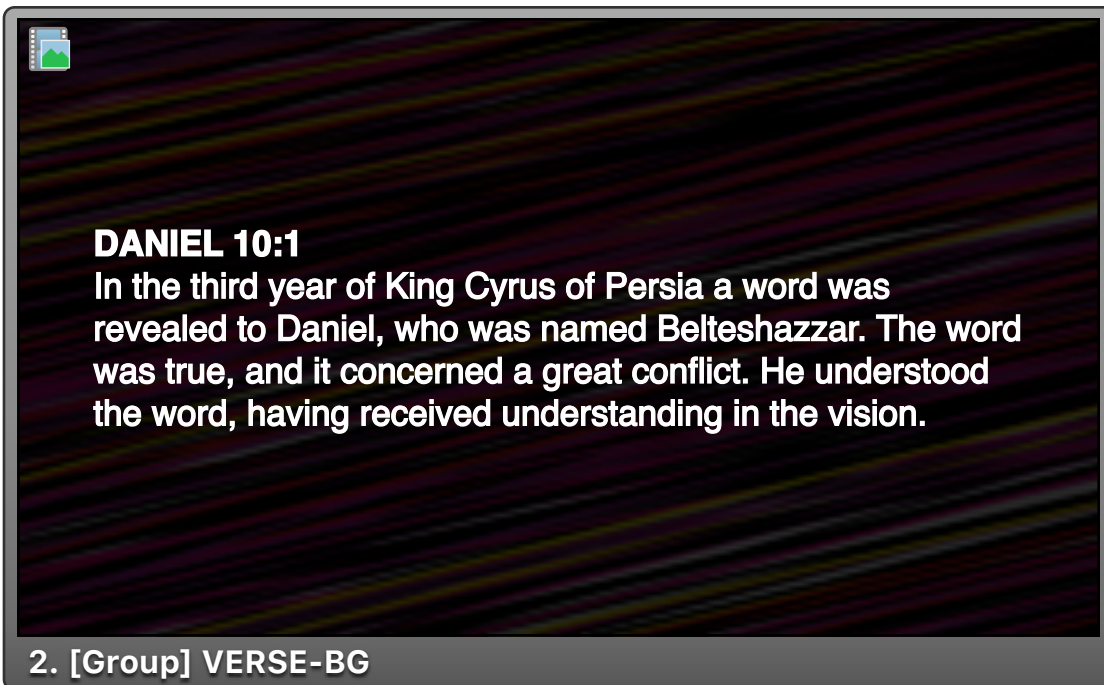 DANIEL 10:1
In the third year of King Cyrus of Persia a word was
revealed to Daniel, who was named Belteshazzar. The word
was true, and it concerned a great conflict. He understood
the word, having received understanding in the vision.
2. [Group] VERSE-BG